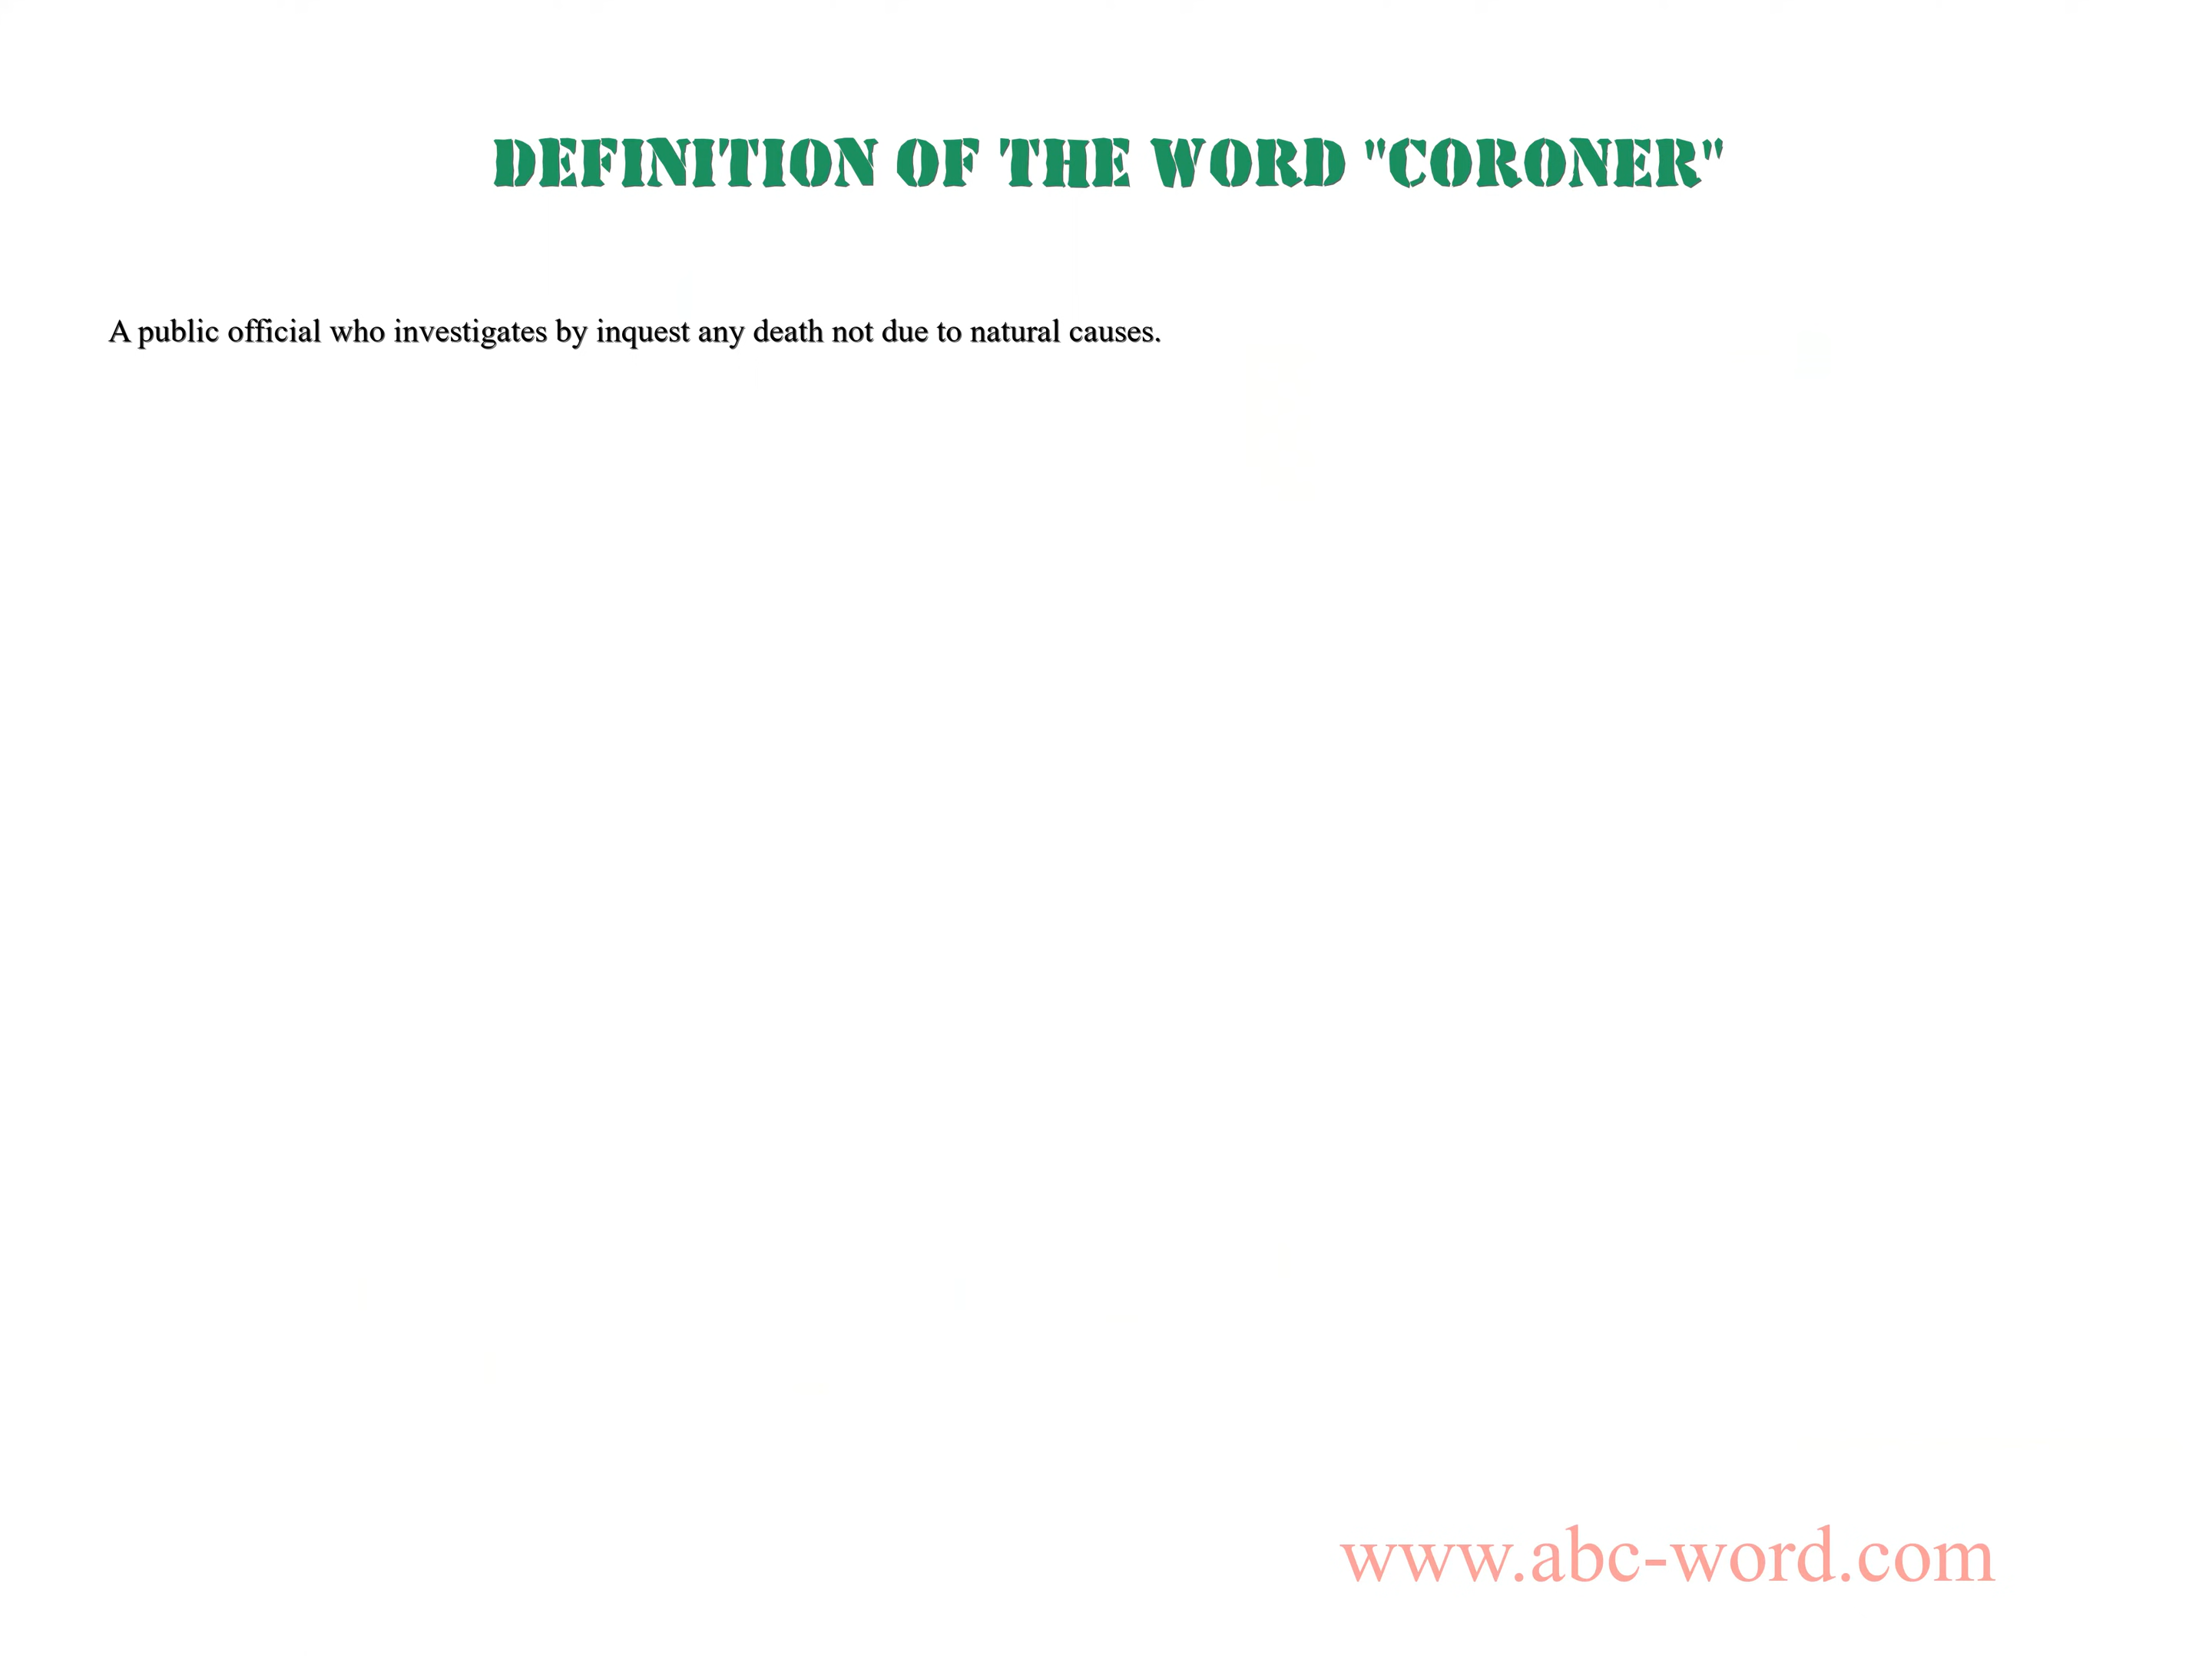 DEFINITION OF THE WORD "CORONER"
A public official who investigates by inquest any death not due to natural causes.
www.abc-word.com